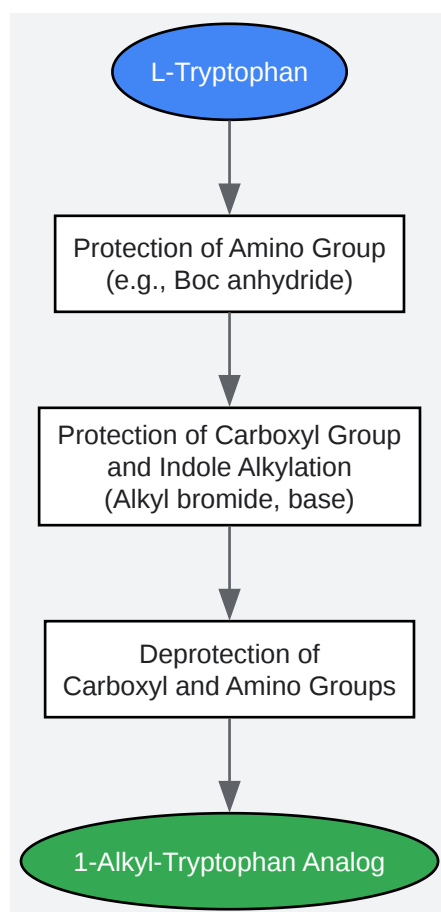 L-Tryptophan
Protection of Amino Group
(e.g., Boc anhydride)
Protection of Carboxyl Group
and Indole Alkylation
(Alkyl bromide, base)
Deprotection of
Carboxyl and Amino Groups
1-Alkyl-Tryptophan Analog